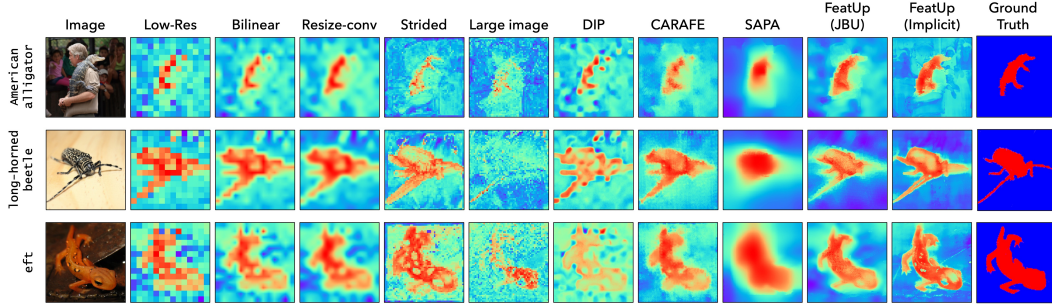 Image Low-Res Bilinear Resize-conv Strided Large image DIP CARAFE SAPA FeatUp (JBU) FeatUp (Implicit) Ground Truth
American alligator
long-horned beetle
eft